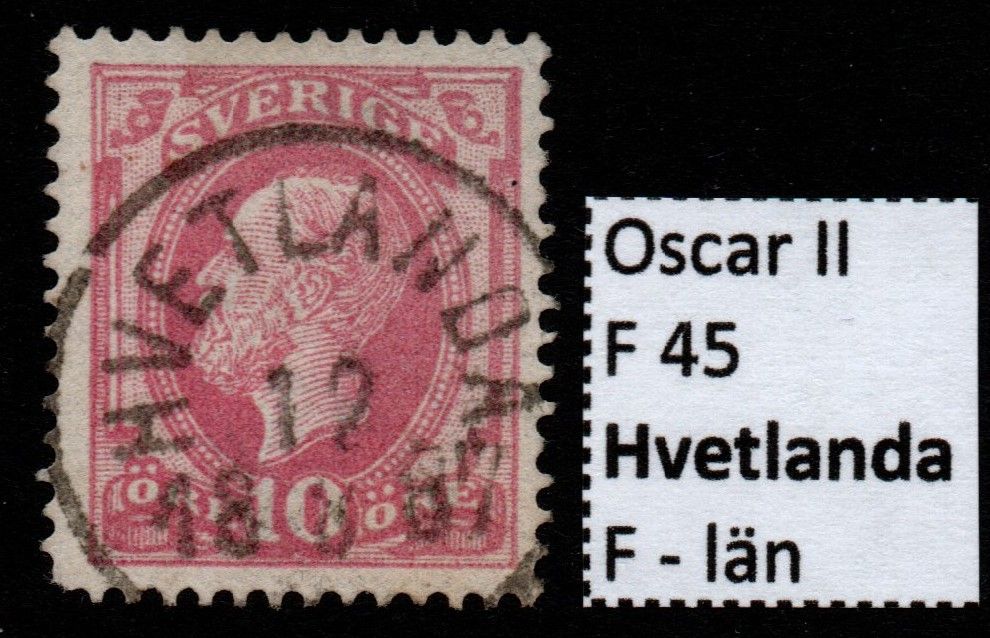 SVERIGE
HVETLANDA
12
ÖRE 10 ÖRE
Oscar II
F 45
Hvetlanda
F - län